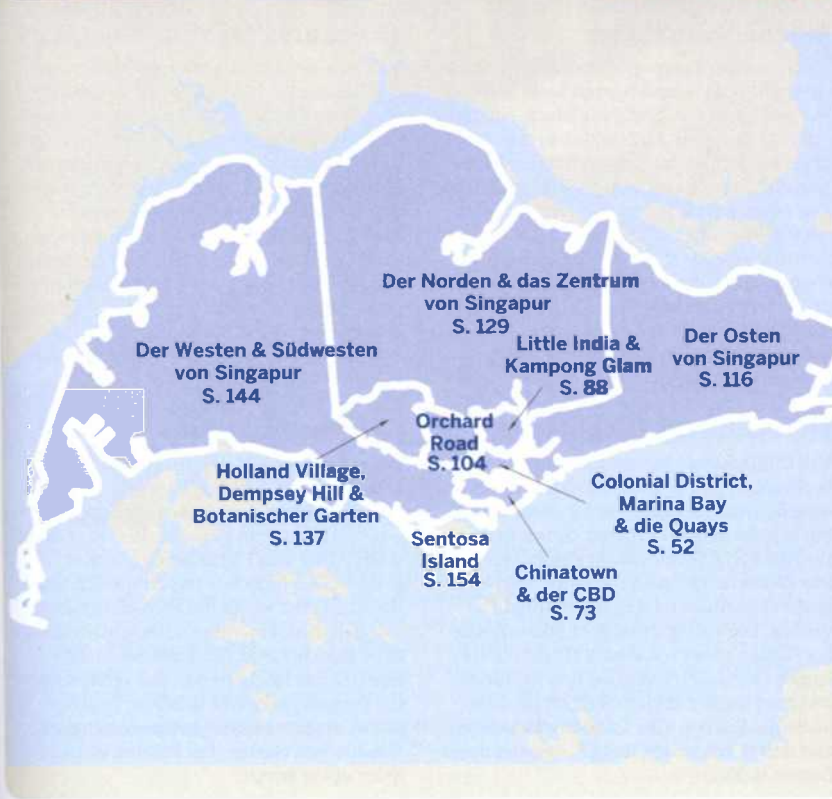 Der Norden & das Zentrum
von Singapur
S. 129
Little India &
Kampong Glam
S. 88
Der Osten
von Singapur
S. 116
Der Westen & Südwesten
von Singapur
S. 144
Orchard
Road
S. 104
Holland Village,
Dempsey Hill &
Botanischer Garten
S. 137
Colonial District,
Marina Bay
& die Quays
S. 52
Sentosa
Island
S. 154
Chinatown
& der CBD
S. 73